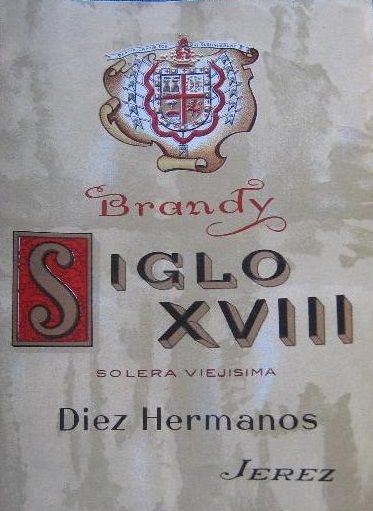 Brandy
SIGLO
XVIII
SOLERA VIEJISIMA
Diez Hermanos
JEREZ